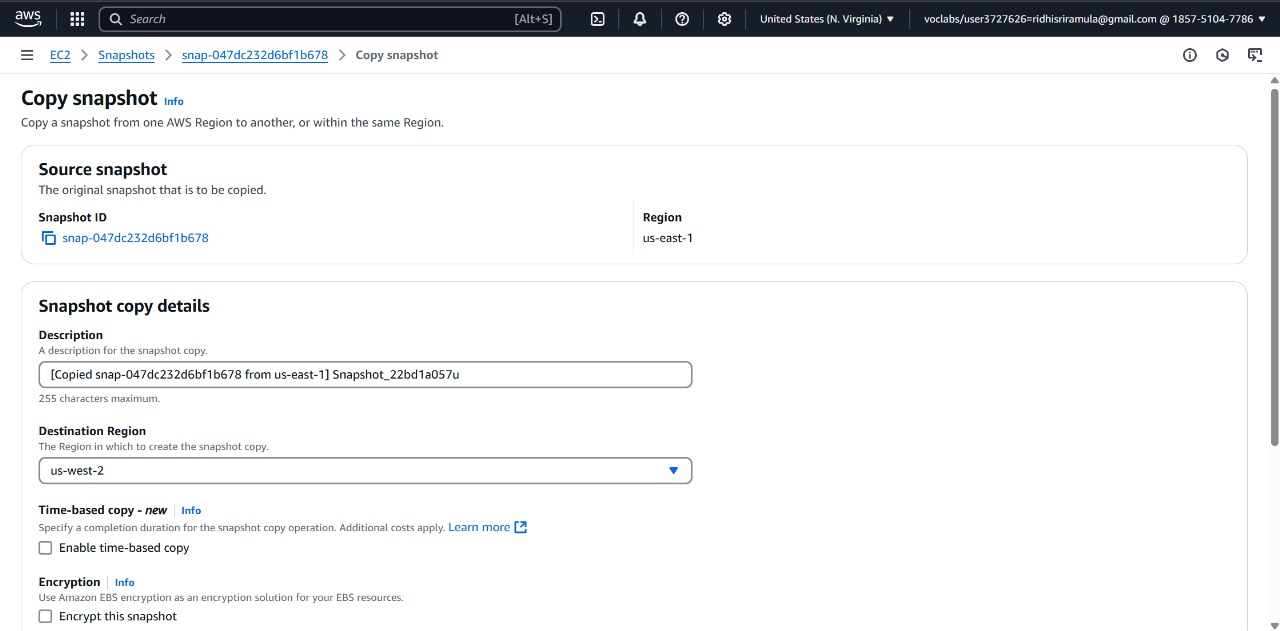 aws
Search [Alt+S] United States (N. Virginia) voclabs/user3727626=ridhisriramula@gmail.com @ 1857-5104-7786
EC2 Snapshots snap-047dc232d6bf1b678 Copy snapshot
Copy snapshot Info
Copy a snapshot from one AWS Region to another, or within the same Region.
Source snapshot
The original snapshot that is to be copied.
Snapshot ID Region
snap-047dc232d6bf1b678 us-east-1
Snapshot copy details
Description
A description for the snapshot copy.
[Copied snap-047dc232d6bf1b678 from us-east-1] Snapshot_22bd1a057u
255 characters maximum.
Destination Region
The Region in which to create the snapshot copy.
us-west-2
Time-based copy - new Info
Specify a completion duration for the snapshot copy operation. Additional costs apply. Learn more
Enable time-based copy
Encryption Info
Use Amazon EBS encryption as an encryption solution for your EBS resources.
Encrypt this snapshot